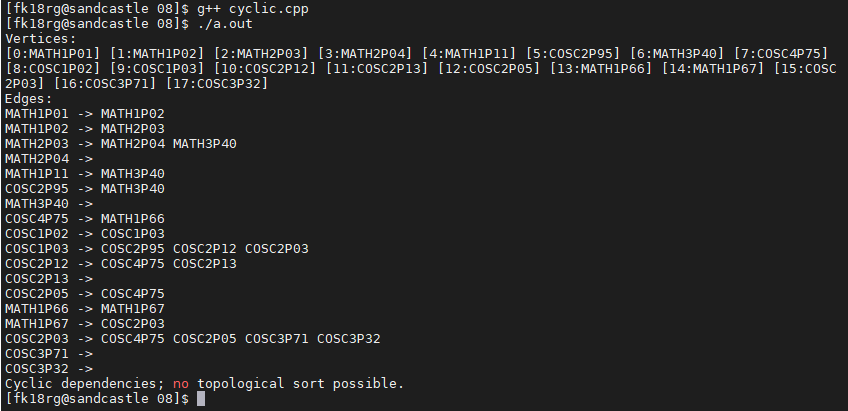 [fk18rg@sandcastle 08]$ g++ cyclic.cpp
[fk18rg@sandcastle 08]$ ./a.out
Vertices:
[0:MATH1P01] [1:MATH1P02] [2:MATH2P03] [3:MATH2P04] [4:MATH1P11] [5:COSC2P95] [6:MATH3P40] [7:COSC4P75]
[8:COSC1P02] [9:COSC1P03] [10:COSC2P12] [11:COSC2P13] [12:COSC2P05] [13:MATH1P66] [14:MATH1P67] [15:COSC
2P03] [16:COSC3P71] [17:COSC3P32]
Edges:
MATH1P01 -> MATH1P02
MATH1P02 -> MATH2P03
MATH2P03 -> MATH2P04 MATH3P40
MATH2P04 ->
MATH1P11 -> MATH3P40
COSC2P95 -> MATH3P40
MATH3P40 ->
COSC4P75 -> MATH1P66
COSC1P02 -> COSC1P03
COSC1P03 -> COSC2P95 COSC2P12 COSC2P03
COSC2P12 -> COSC4P75 COSC2P13
COSC2P13 ->
COSC2P05 -> COSC4P75
MATH1P66 -> MATH1P67
MATH1P67 -> COSC2P03
COSC2P03 -> COSC4P75 COSC2P05 COSC3P71 COSC3P32
COSC3P71 ->
COSC3P32 ->
Cyclic dependencies; no topological sort possible.
[fk18rg@sandcastle 08]$